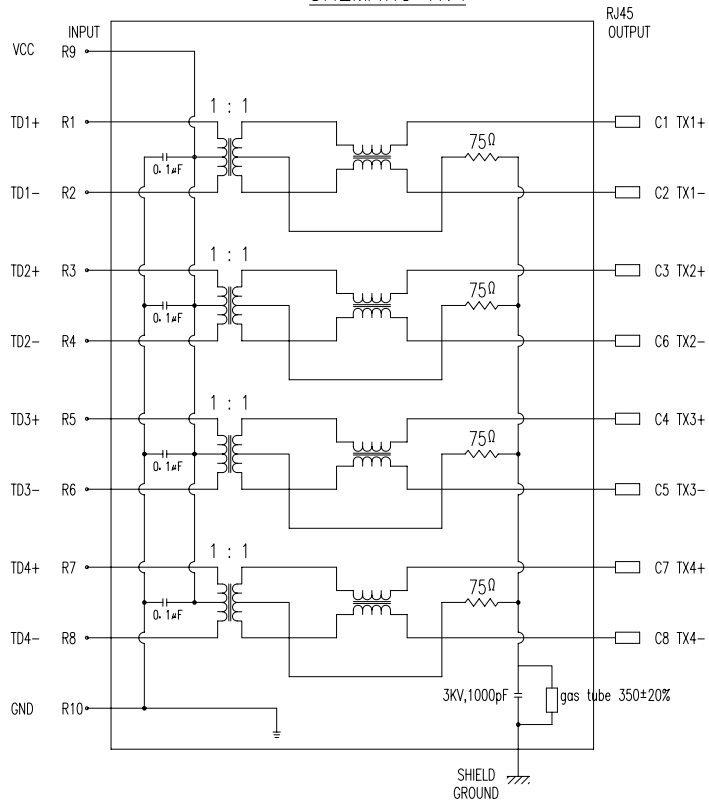 RJ45
INPUT OUTPUT
VCC R9
1 : 1
TD1+ R1 75Ω C1 TX1+
0.1μF
TD1- R2 C2 TX1-
1 : 1
TD2+ R3 75Ω C3 TX2+
0.1μF
TD2- R4 C6 TX2-
1 : 1
TD3+ R5 75Ω C4 TX3+
0.1μF
TD3- R6 C5 TX3-
1 : 1
TD4+ R7 75Ω C7 TX4+
0.1μF
TD4- R8 C8 TX4-
3KV,1000pF gas tube 350±20%
GND R10
SHIELD
GROUND